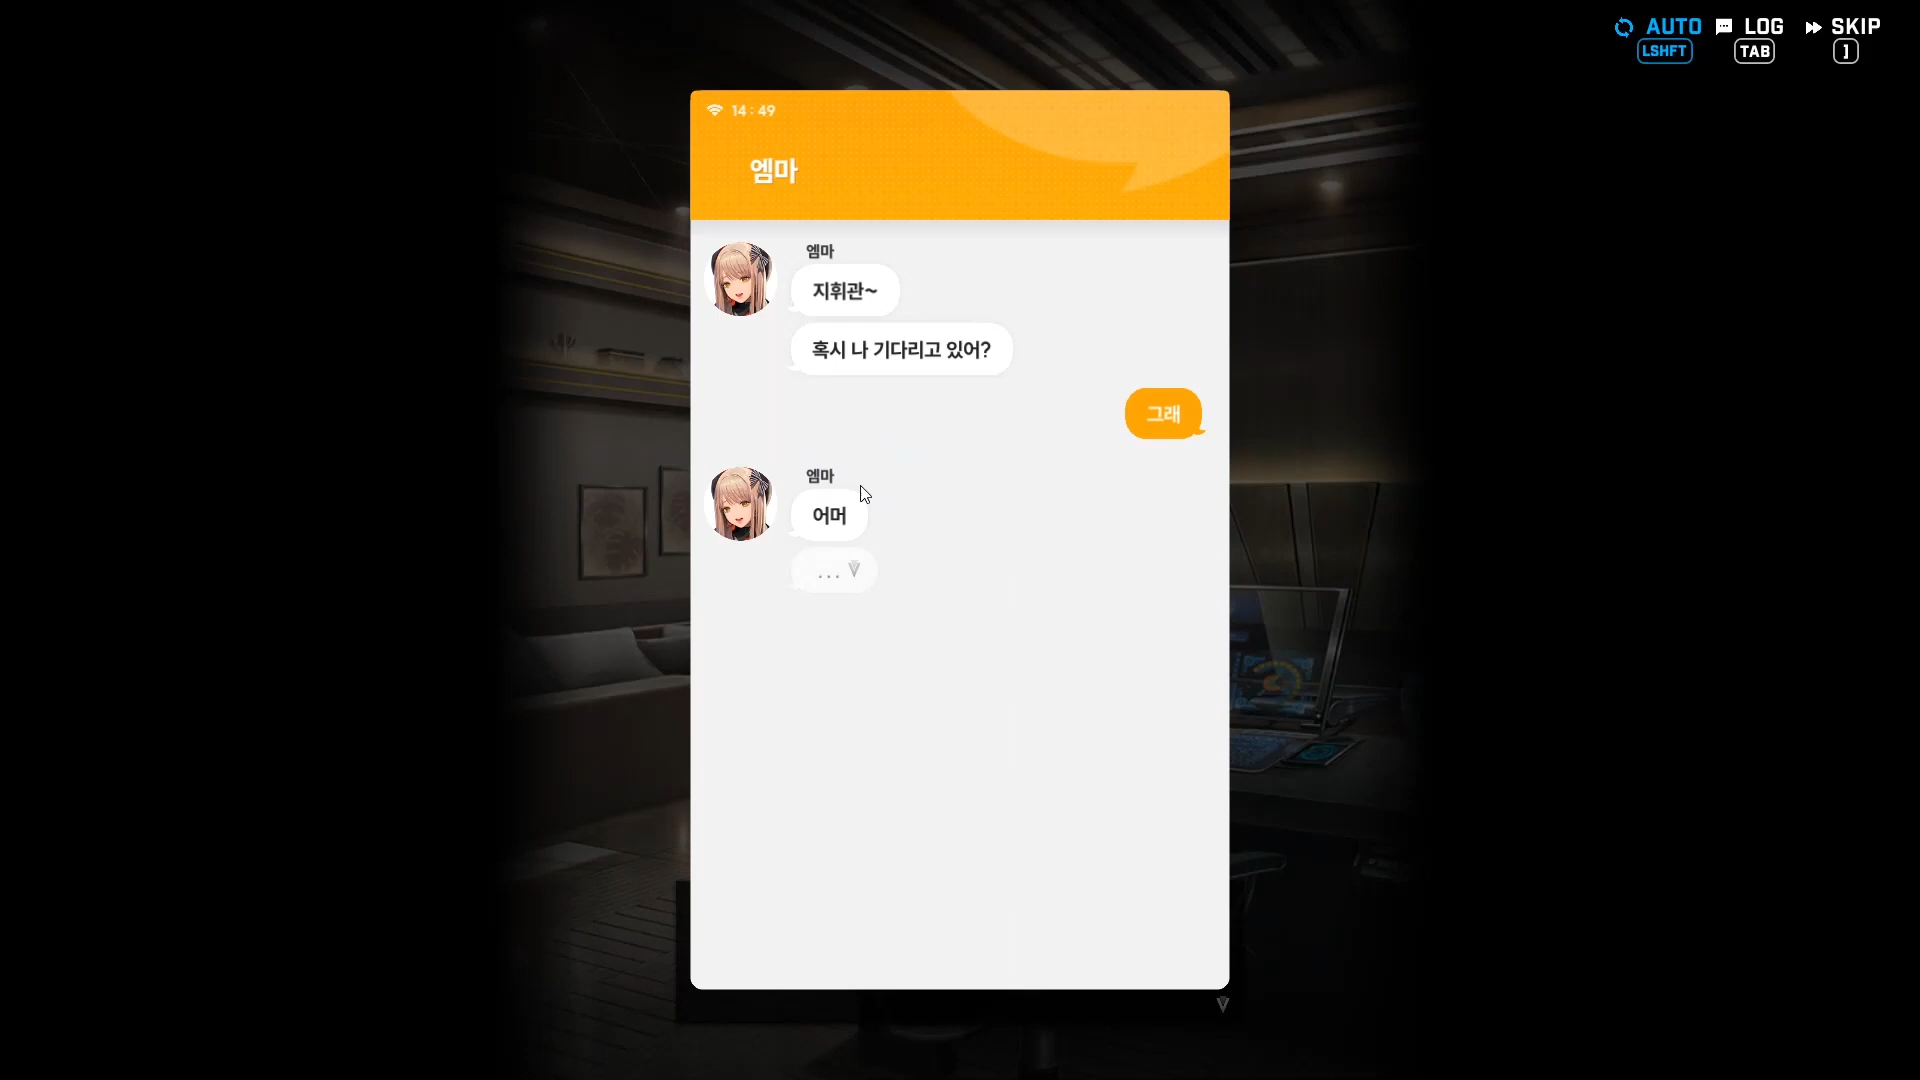 AUTO
LOG
SKIP
LSHFT
TAB
]
14 : 49
엠마
엠마
지휘관~
혹시 나 기다리고 있어?
그래
엠마
어머
...